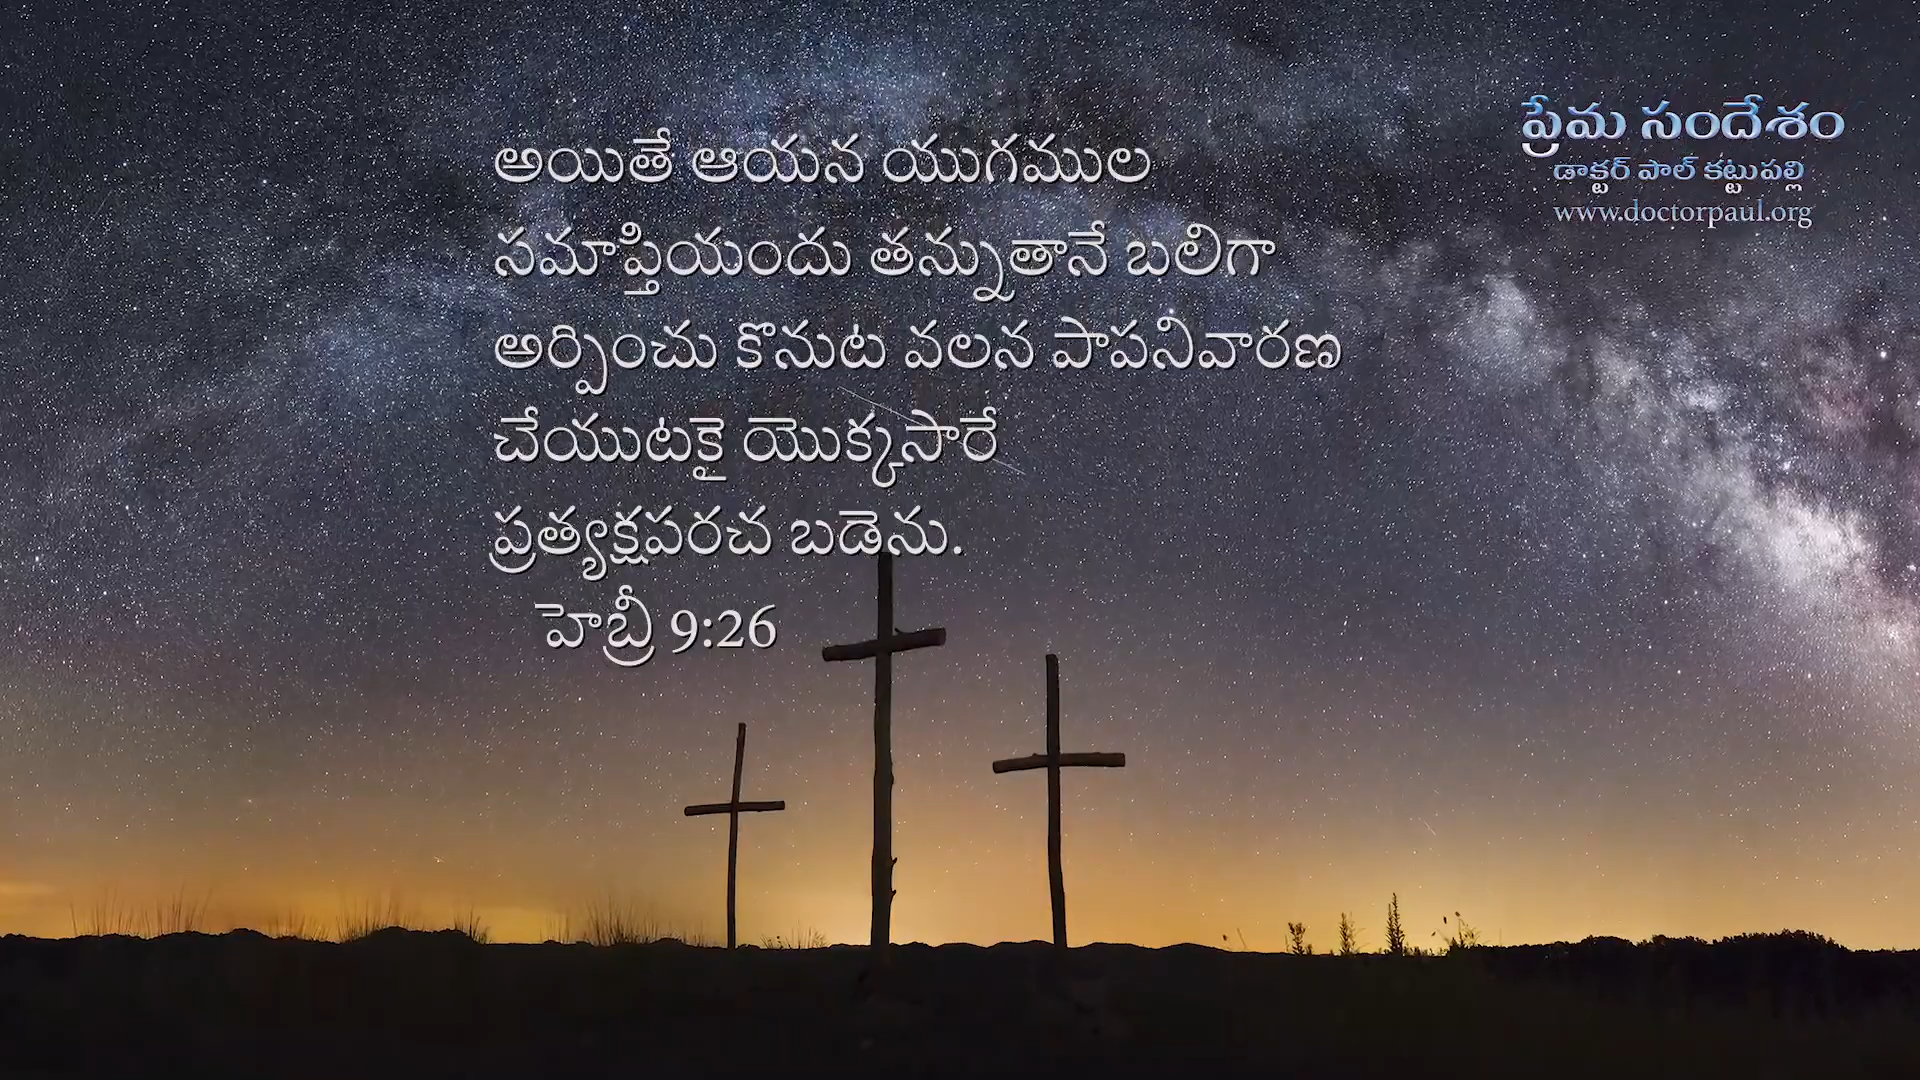 అయితే ఆయన యుగముల
సమాప్తియందు తన్నుతానే బలిగా
అర్పించు కొనుట వలన పాపనివారణ
చేయుటకై యొక్కసారే
ప్రత్యక్షపరచ బడెను.
హెబ్రీ 9:26
ప్రేమ సందేశం
డాక్టర్ పాల్ కట్టుపల్లి
www.doctorpaul.org